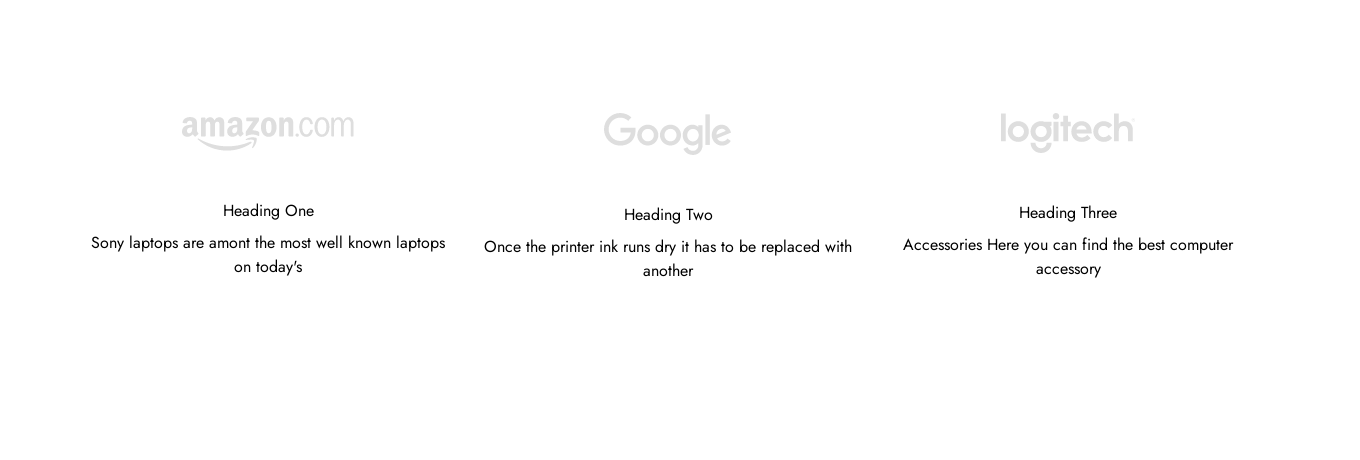 amazon.com
Google
logitech
Heading One
Sony laptops are amont the most well known laptops
on today's
Heading Two
Once the printer ink runs dry it has to be replaced with
another
Heading Three
Accessories Here you can find the best computer
accessory